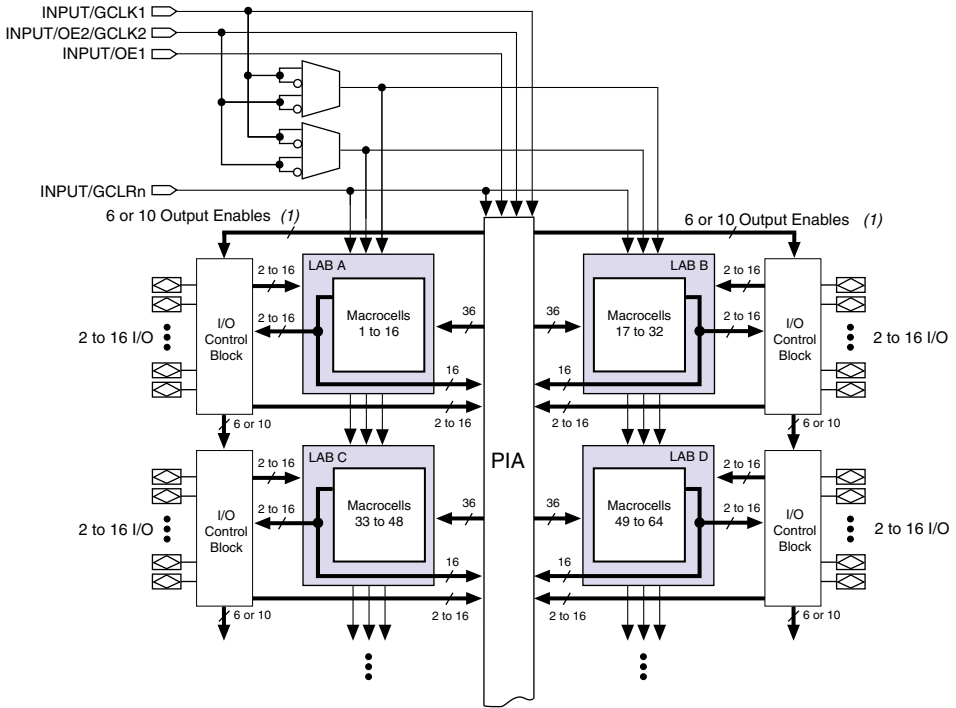 INPUT/GCLK1
INPUT/OE2/GCLK2
INPUT/OE1
INPUT/GCLRn
6 or 10 Output Enables (1)
6 or 10 Output Enables (1)
LAB A
2 to 16
2 to 16
Macrocells
1 to 16
36
16
2 to 16
I/O
Control
Block
2 to 16 I/O
6 or 10
36
LAB B
Macrocells
17 to 32
2 to 16
2 to 16
16
2 to 16
I/O
Control
Block
2 to 16 I/O
6 or 10
PIA
LAB C
2 to 16
2 to 16
Macrocells
33 to 48
36
16
2 to 16
I/O
Control
Block
2 to 16 I/O
6 or 10
36
LAB D
Macrocells
49 to 64
2 to 16
2 to 16
16
2 to 16
I/O
Control
Block
2 to 16 I/O
6 or 10